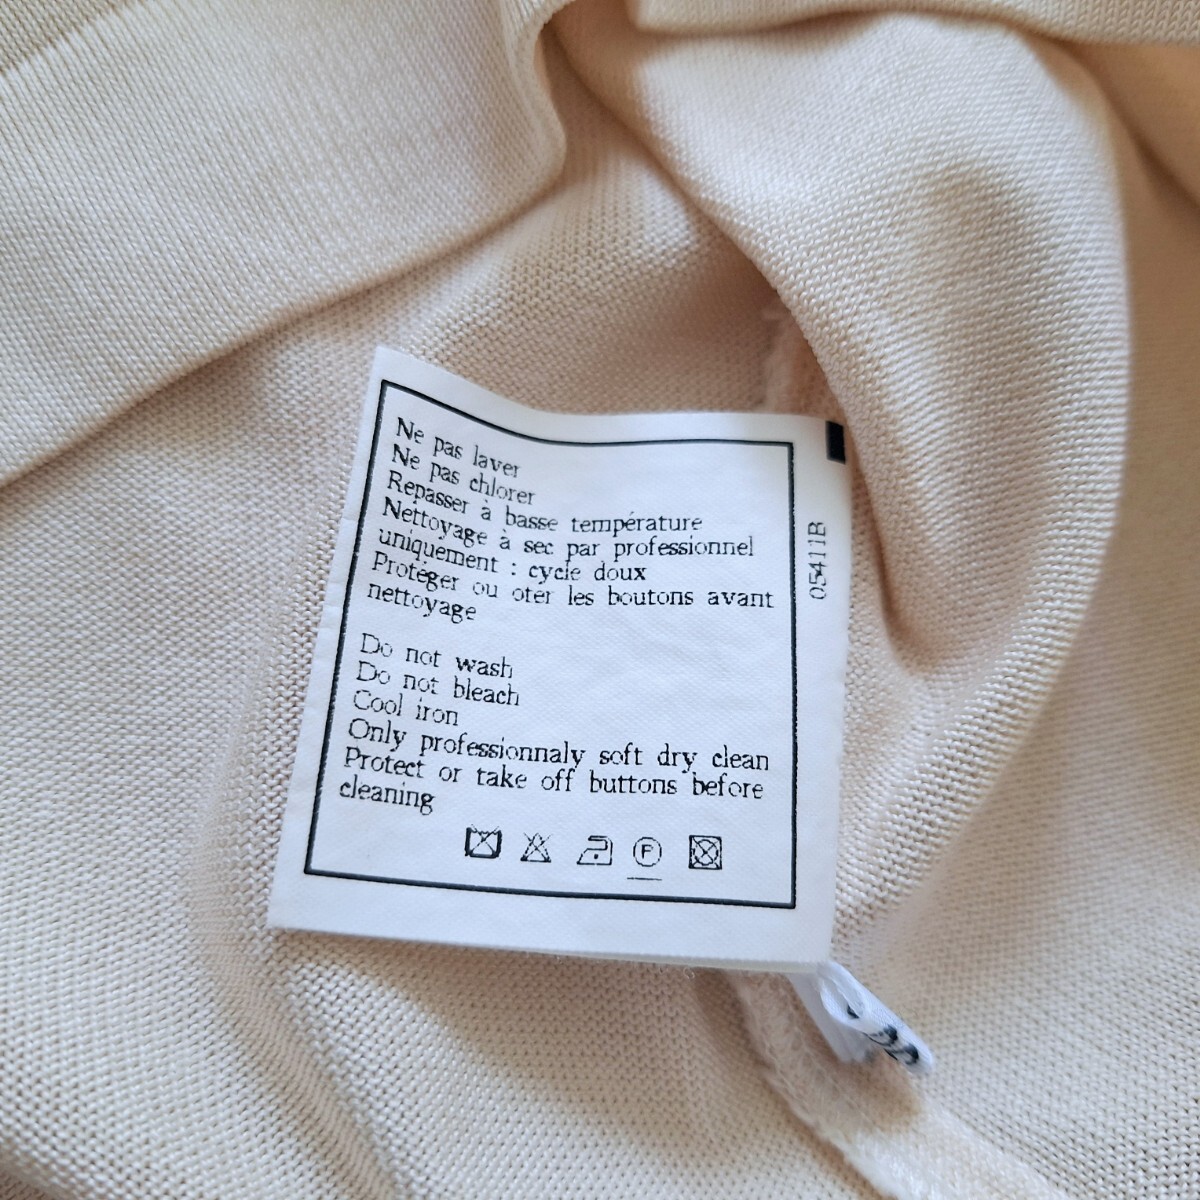 Ne pas laver
Ne pas chlorer
Repasser à basse température
Nettoyage à sec par professionnel
uniquement : cycle doux
Protéger ou oter les boutons avant
nettoyage
Do not wash
Do not bleach
Cool iron
Only professionnaly soft dry clean
Protect or take off buttons before
cleaning
F
05411B